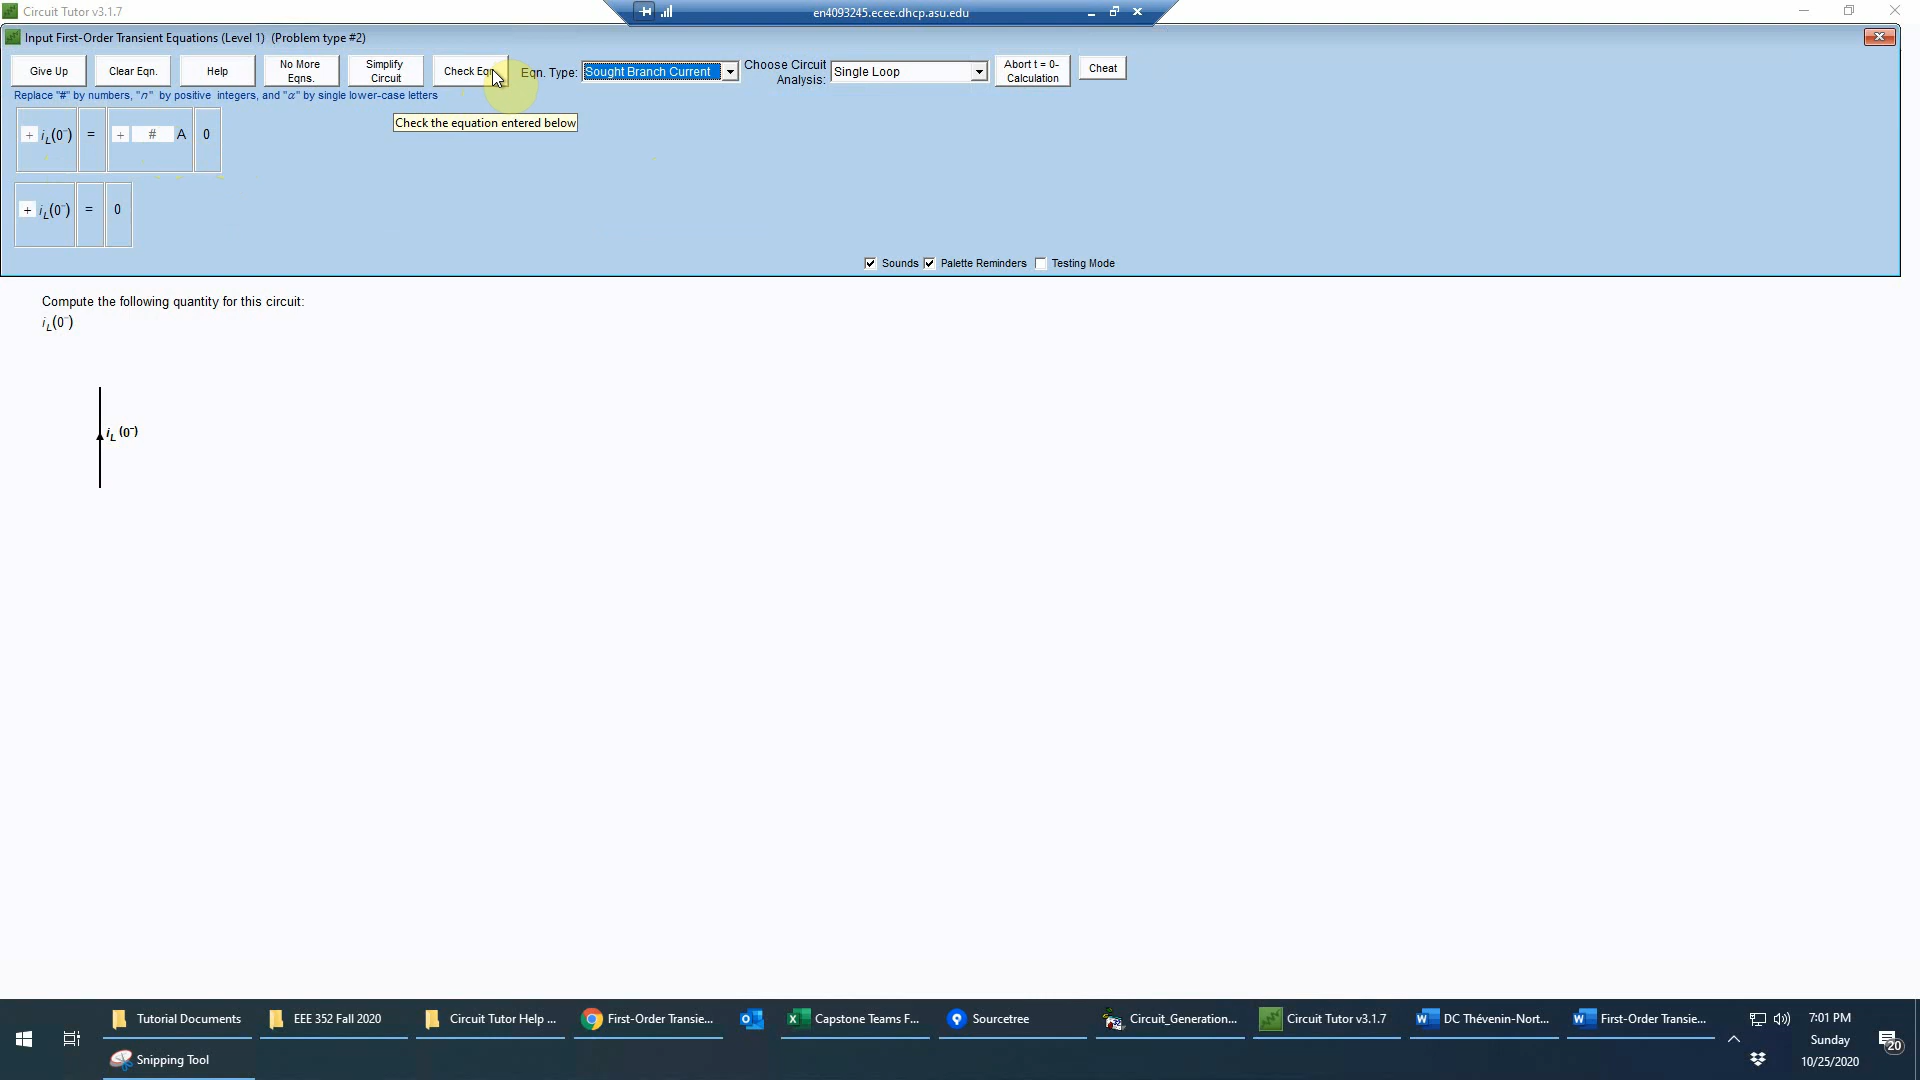 Circuit Tutor v3.1.7
en4093245.ecee.dhcp.asu.edu
Input First-Order Transient Equations (Level 1) (Problem type #2)
Give Up
Clear Eqn.
Help
No More Eqns.
Simplify Circuit
Check Eqn.
Eqn. Type:
Sought Branch Current
Choose Circuit Analysis:
Single Loop
Abort t = 0- Calculation
Cheat
Replace "#" by numbers, "n" by positive integers, and "α" by single lower-case letters
Check the equation entered below
+ i_L(0⁻) = + # A 0
+ i_L(0⁻) = 0
Sounds Palette Reminders Testing Mode
Compute the following quantity for this circuit:
i_L(0⁻)
i_L (0⁻)
Tutorial Documents
EEE 352 Fall 2020
Circuit Tutor Help ...
First-Order Transie...
Capstone Teams F...
Sourcetree
Circuit_Generation...
Circuit Tutor v3.1.7
DC Thévenin-Nort...
First-Order Transie...
Snipping Tool
7:01 PM
Sunday
10/25/2020
20